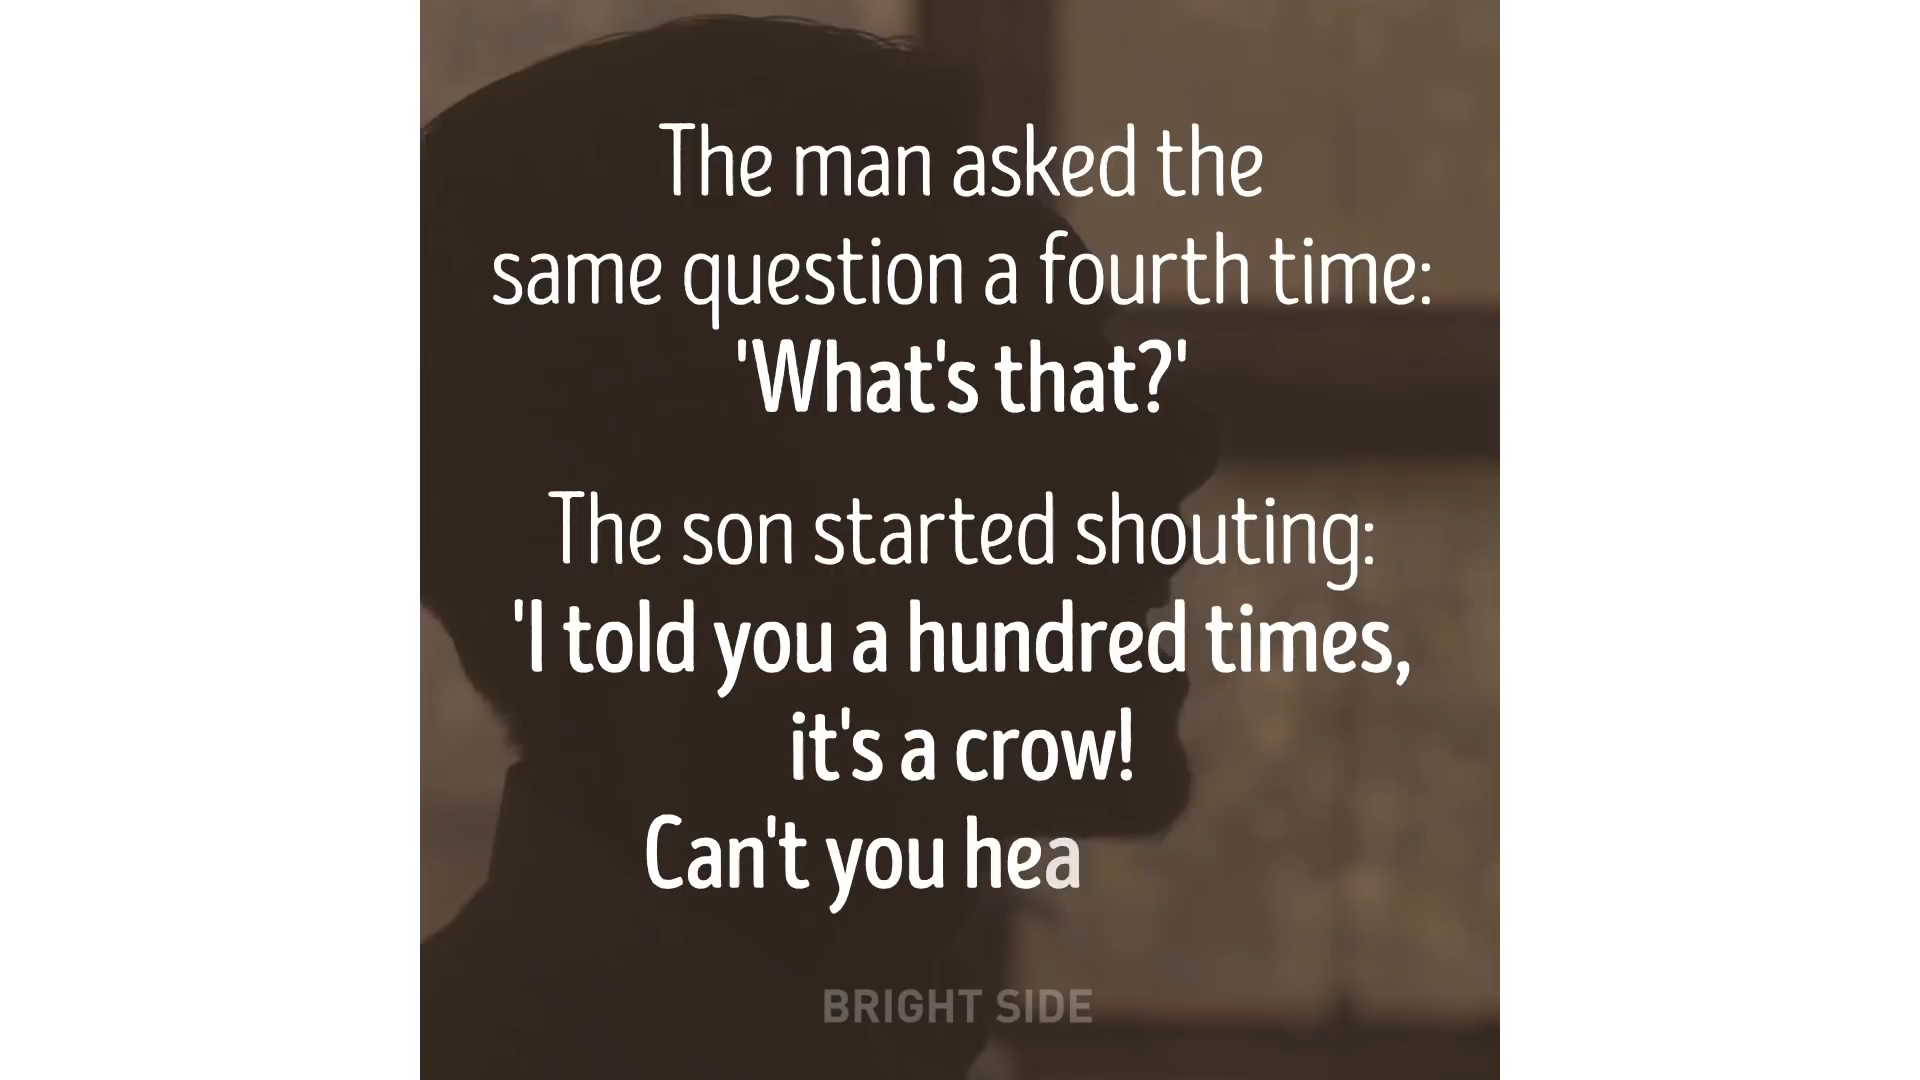 The man asked the
same question a fourth time:
'What's that?'
The son started shouting:
'I told you a hundred times,
it's a crow!
Can't you hea
BRIGHT SIDE